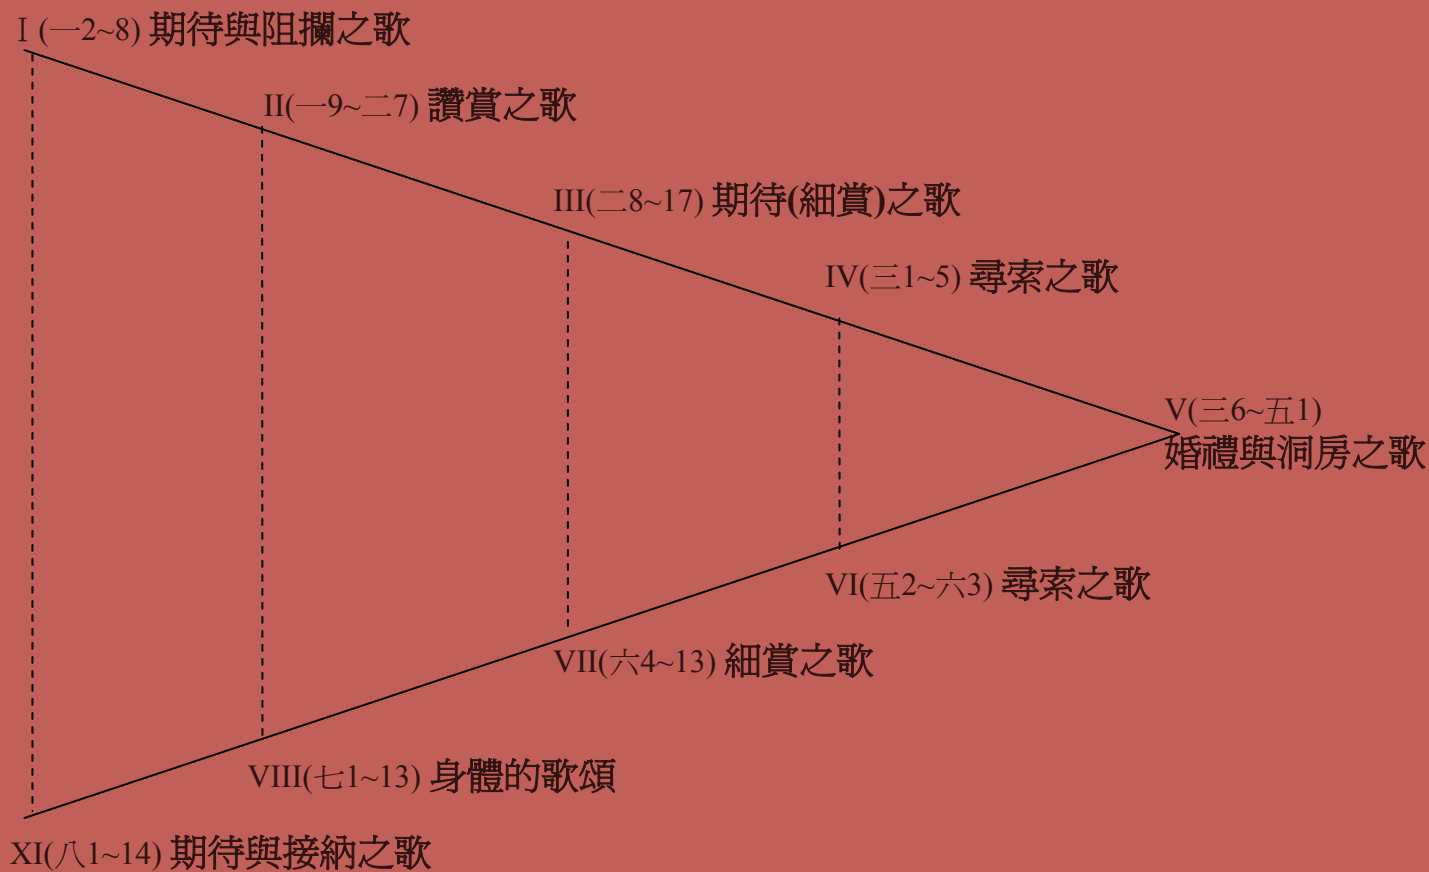 I (一2~8) 期待與阻攔之歌
II(一9~二7) 讚賞之歌
III(二8~17) 期待(細賞)之歌
IV(三1~5) 尋索之歌
V(三6~五1)
婚禮與洞房之歌
VI(五2~六3) 尋索之歌
VII(六4~13) 細賞之歌
VIII(七1~13) 身體的歌頌
XI(八1~14) 期待與接納之歌